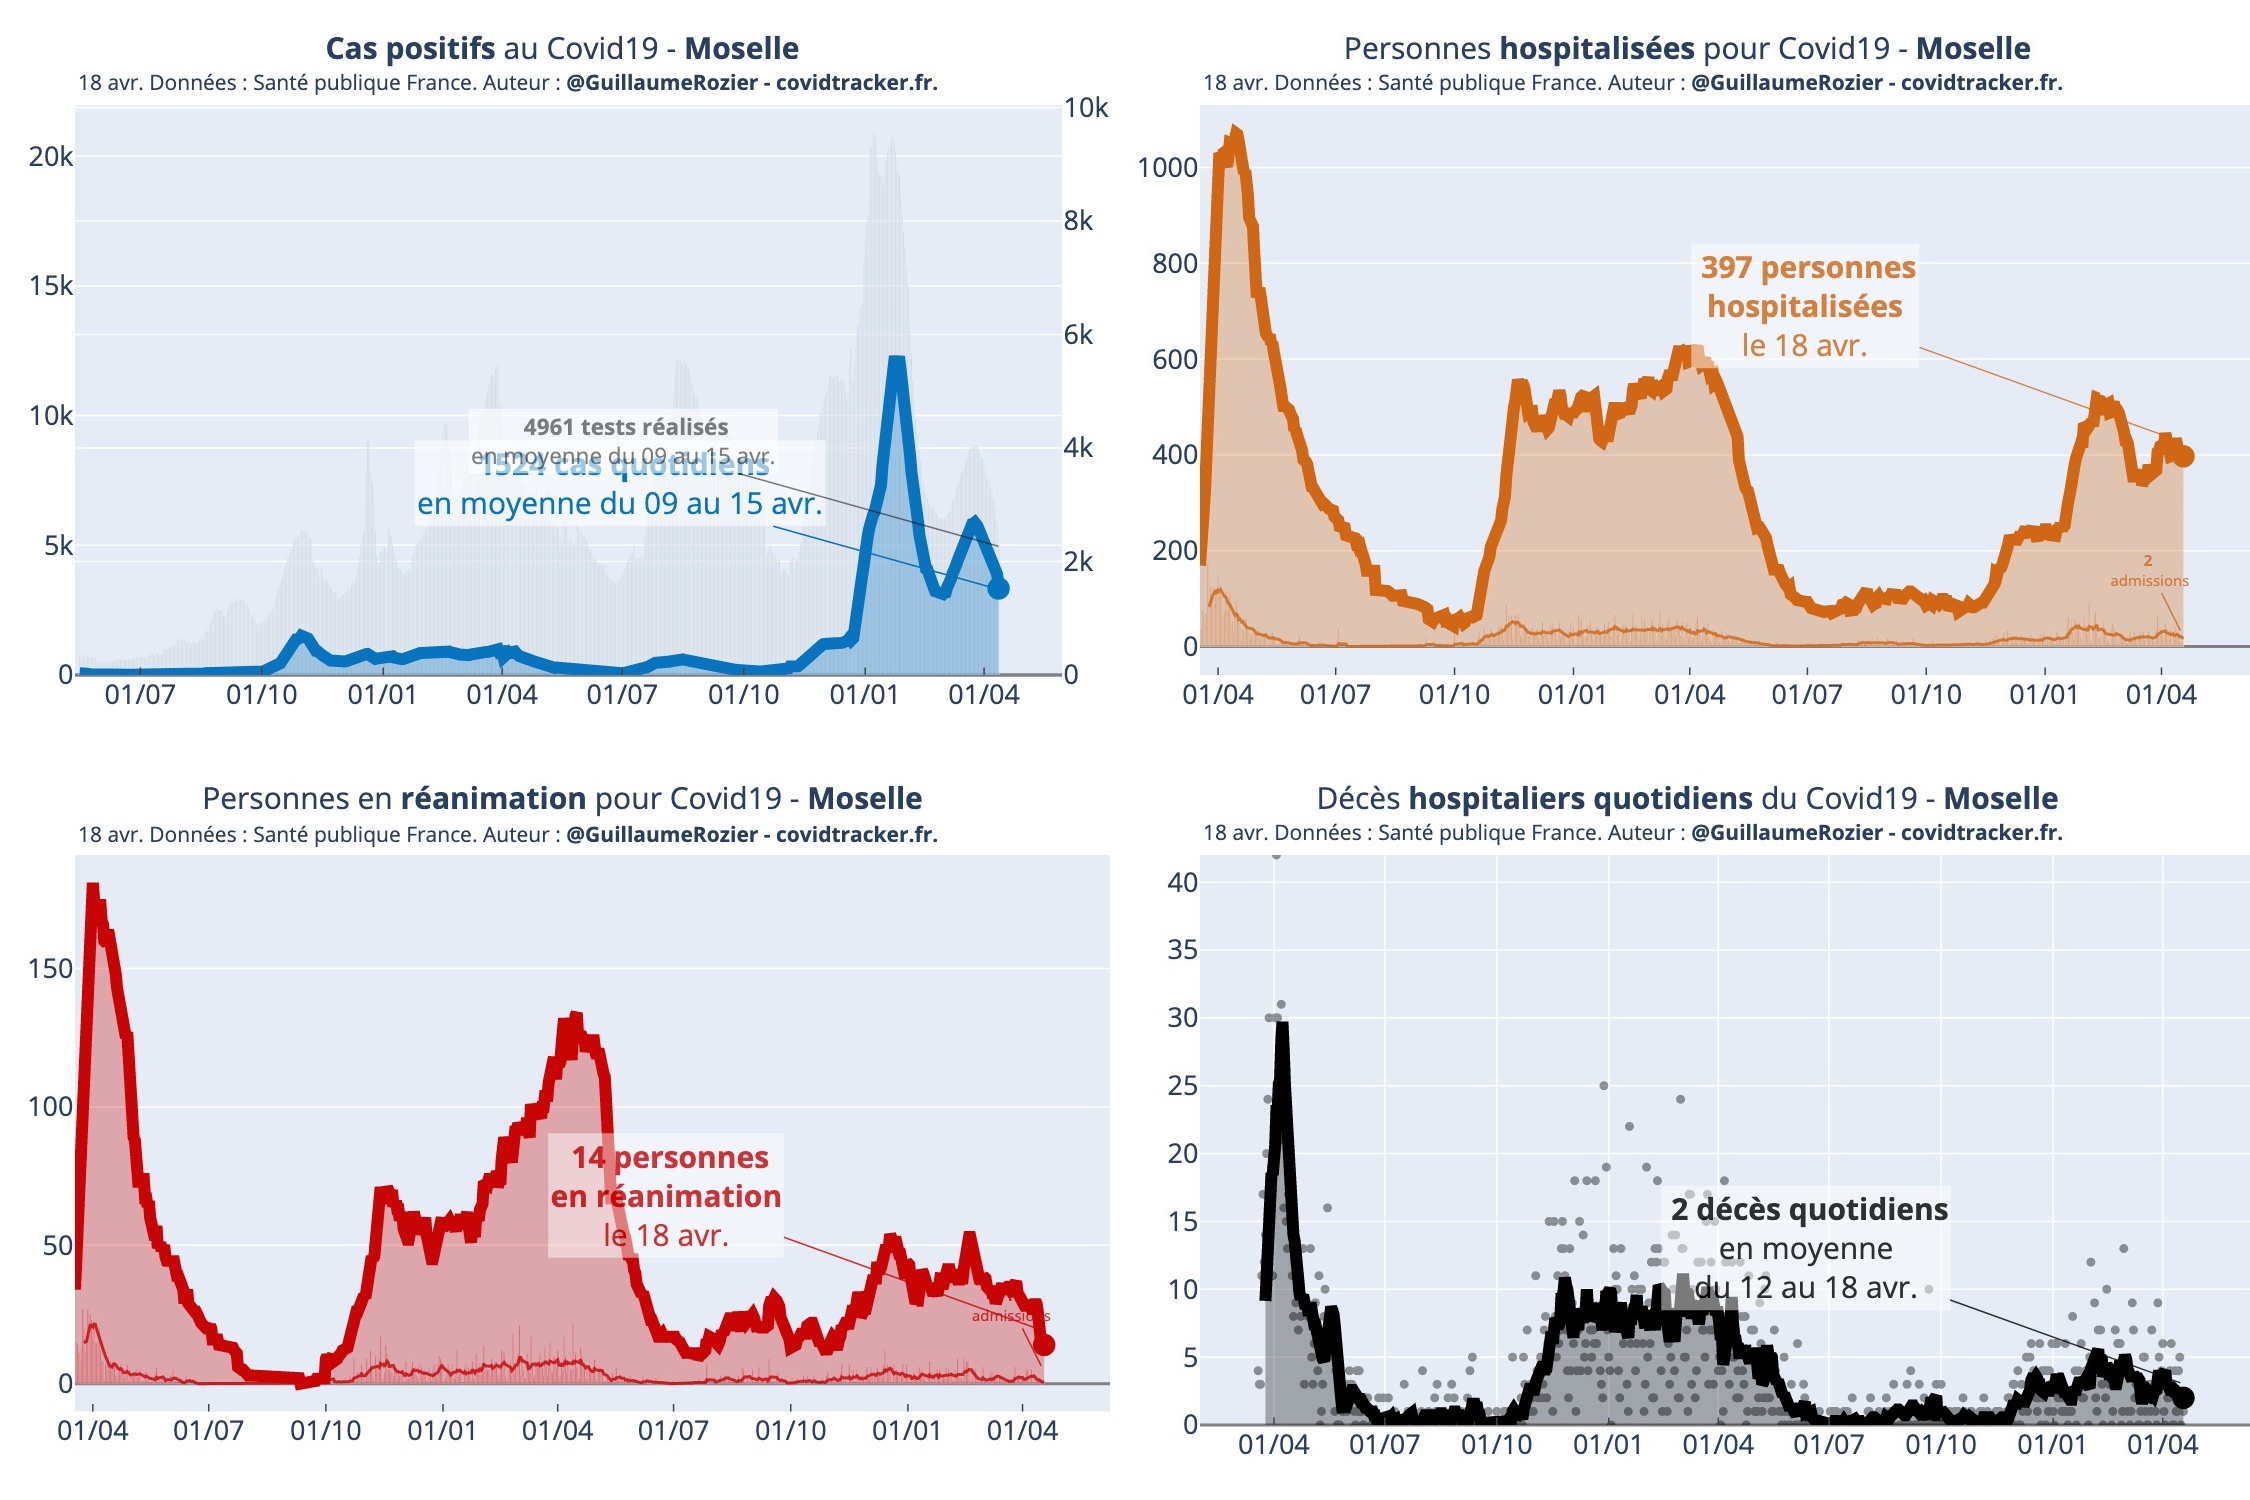 Cas positifs au Covid19 - Moselle
18 avr. Données : Santé publique France. Auteur : @GuillaumeRozier - covidtracker.fr.
20k
15k
10k
5k
0
10k
8k
6k
4k
2k
0
4961 tests réalisés
en moyenne du 09 au 15 avr.
1524 cas quotidiens
en moyenne du 09 au 15 avr.
01/07
01/10
01/01
01/04
01/07
01/10
01/01
01/04
Personnes hospitalisées pour Covid19 - Moselle
18 avr. Données : Santé publique France. Auteur : @GuillaumeRozier - covidtracker.fr.
1000
800
600
400
200
0
397 personnes
hospitalisées
le 18 avr.
2
admissions
01/04
01/07
01/10
01/01
01/04
01/07
01/10
01/01
01/04
Personnes en réanimation pour Covid19 - Moselle
18 avr. Données : Santé publique France. Auteur : @GuillaumeRozier - covidtracker.fr.
150
100
50
0
14 personnes
en réanimation
le 18 avr.
admissions
01/04
01/07
01/10
01/01
01/04
01/07
01/10
01/01
01/04
Décès hospitaliers quotidiens du Covid19 - Moselle
18 avr. Données : Santé publique France. Auteur : @GuillaumeRozier - covidtracker.fr.
40
35
30
25
20
15
10
5
0
2 décès quotidiens
en moyenne
du 12 au 18 avr.
01/04
01/07
01/10
01/01
01/04
01/07
01/10
01/01
01/04